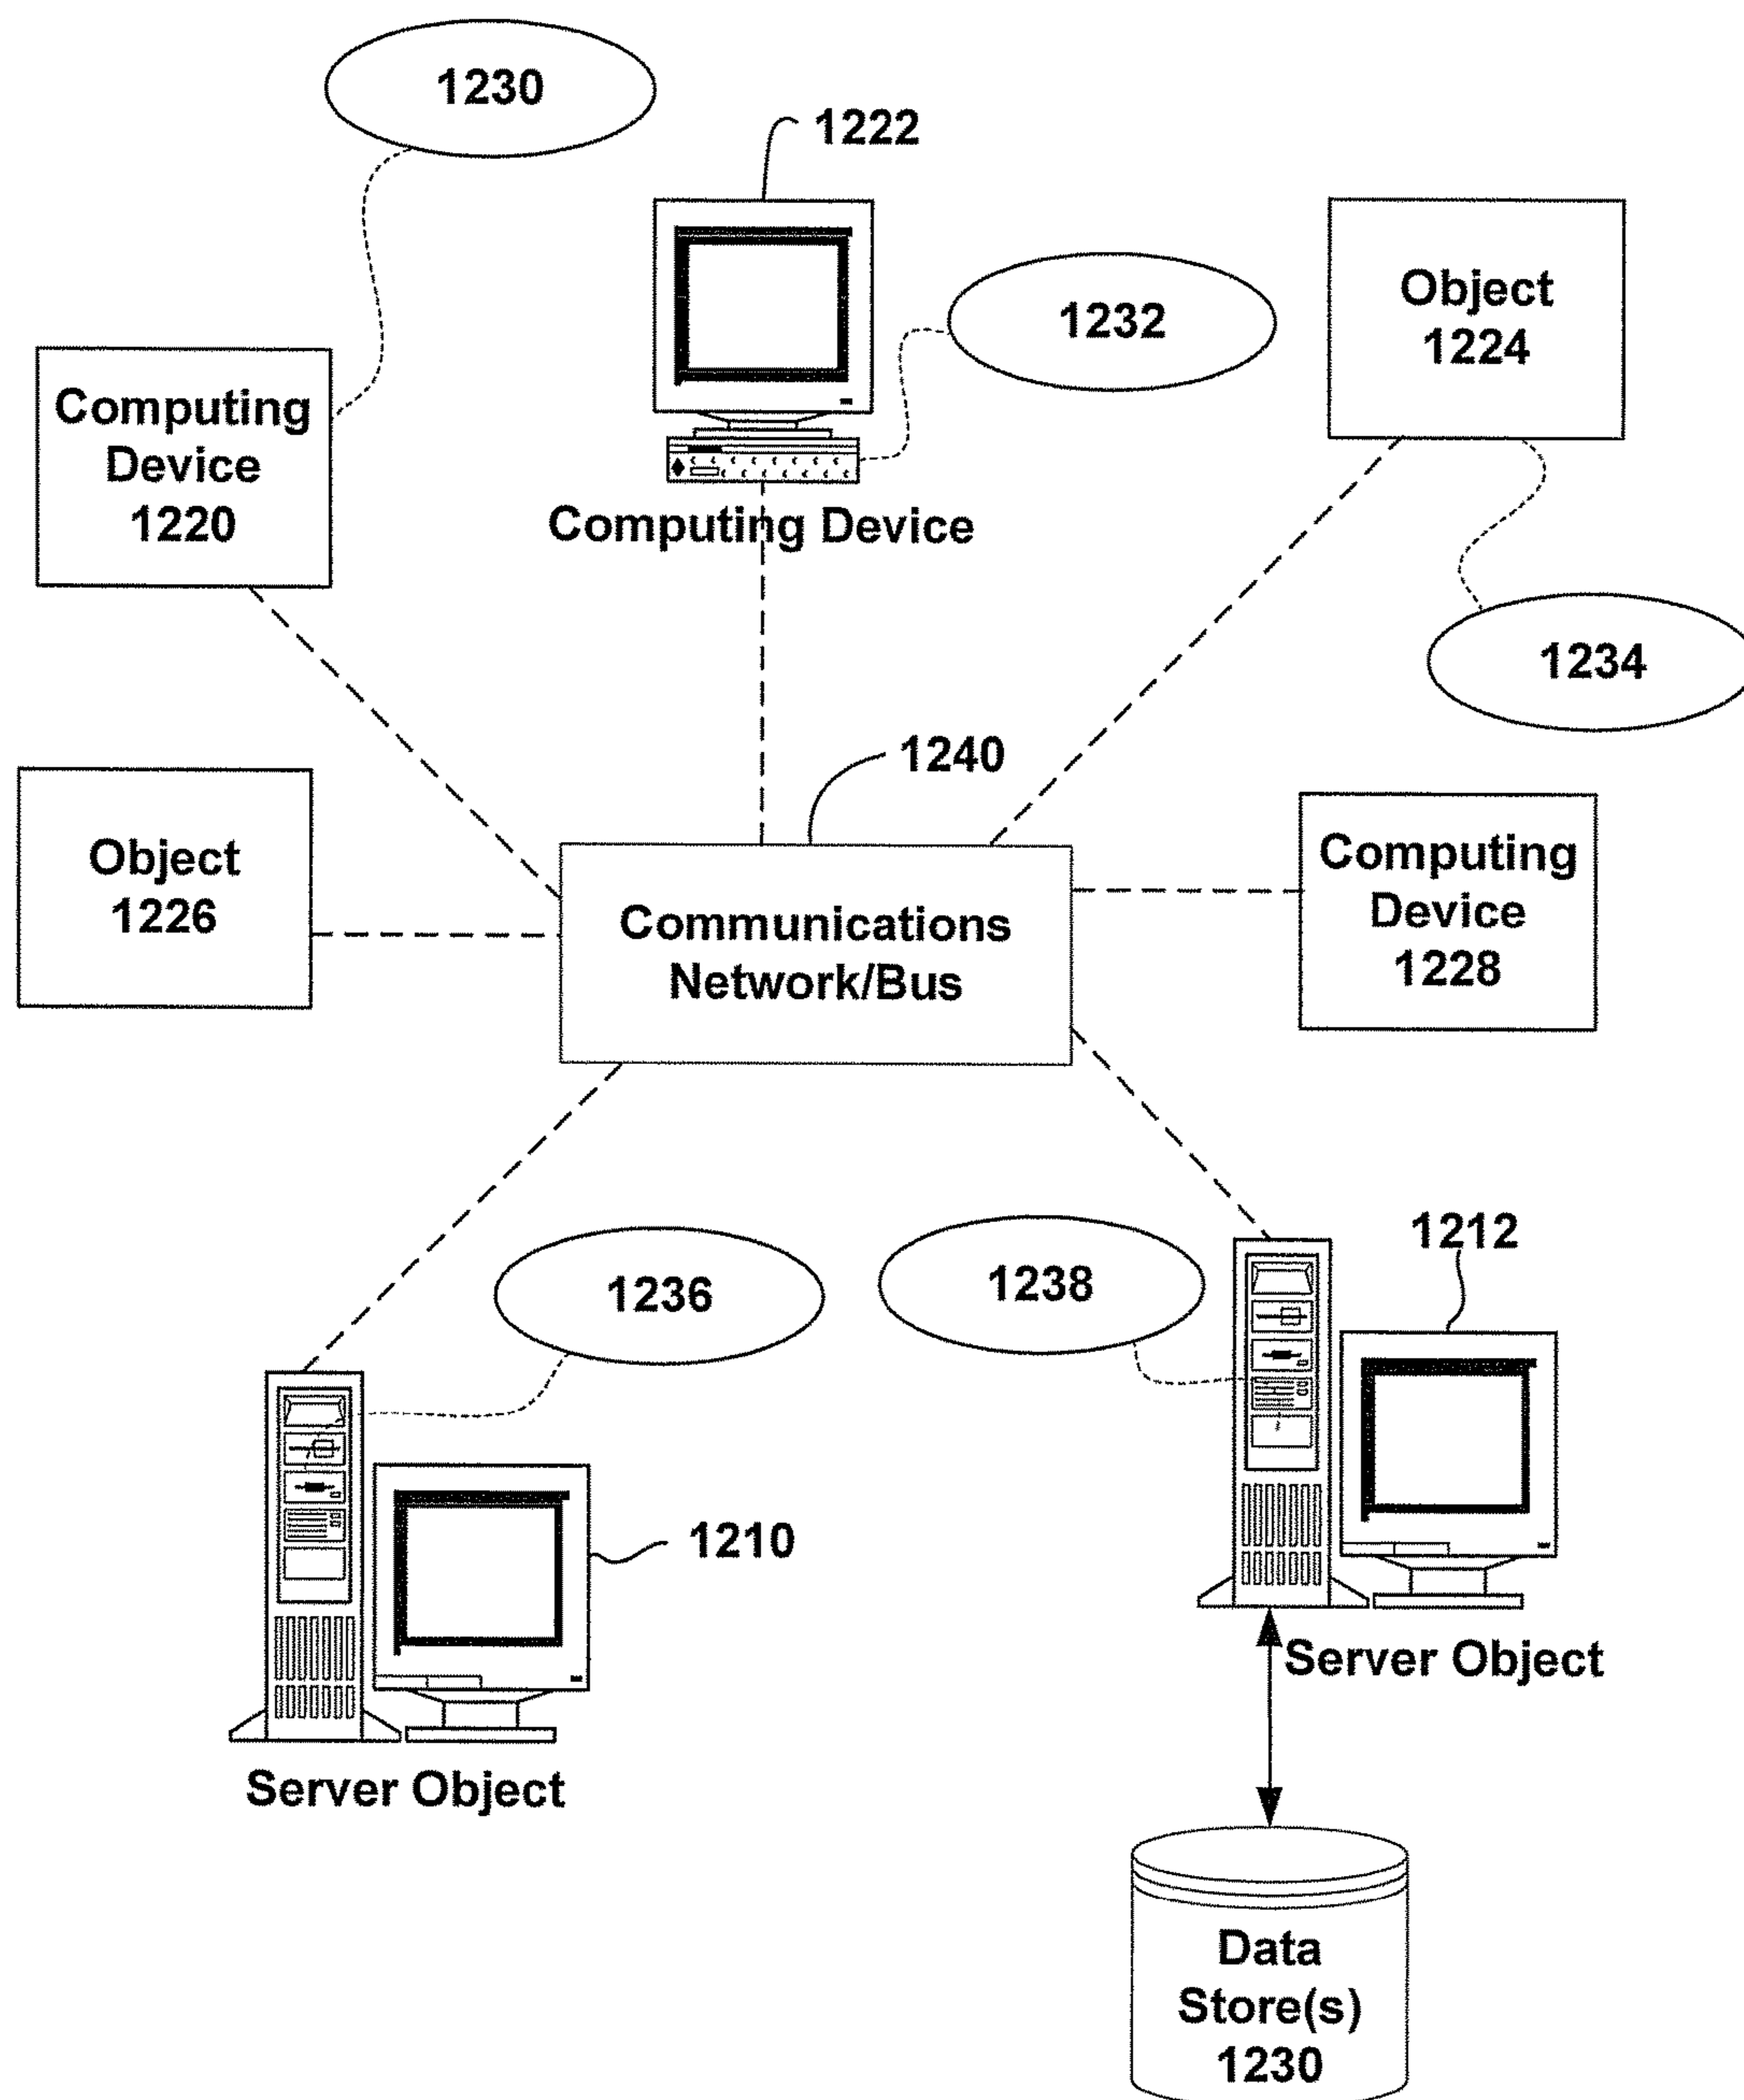 1230
1222
1232
Object
1224
Computing
Device
1220
Computing Device
1234
1240
Object
1226
Communications
Network/Bus
Computing
Device
1228
1236
1238
1212
1210
Server Object
Server Object
Data
Store(s)
1230